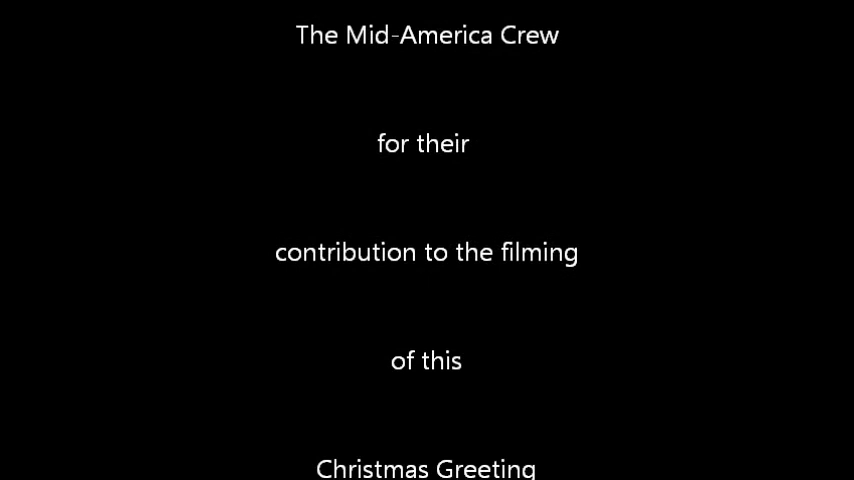 The Mid-America Crew
for their
contribution to the filming
of this
Christmas Greeting